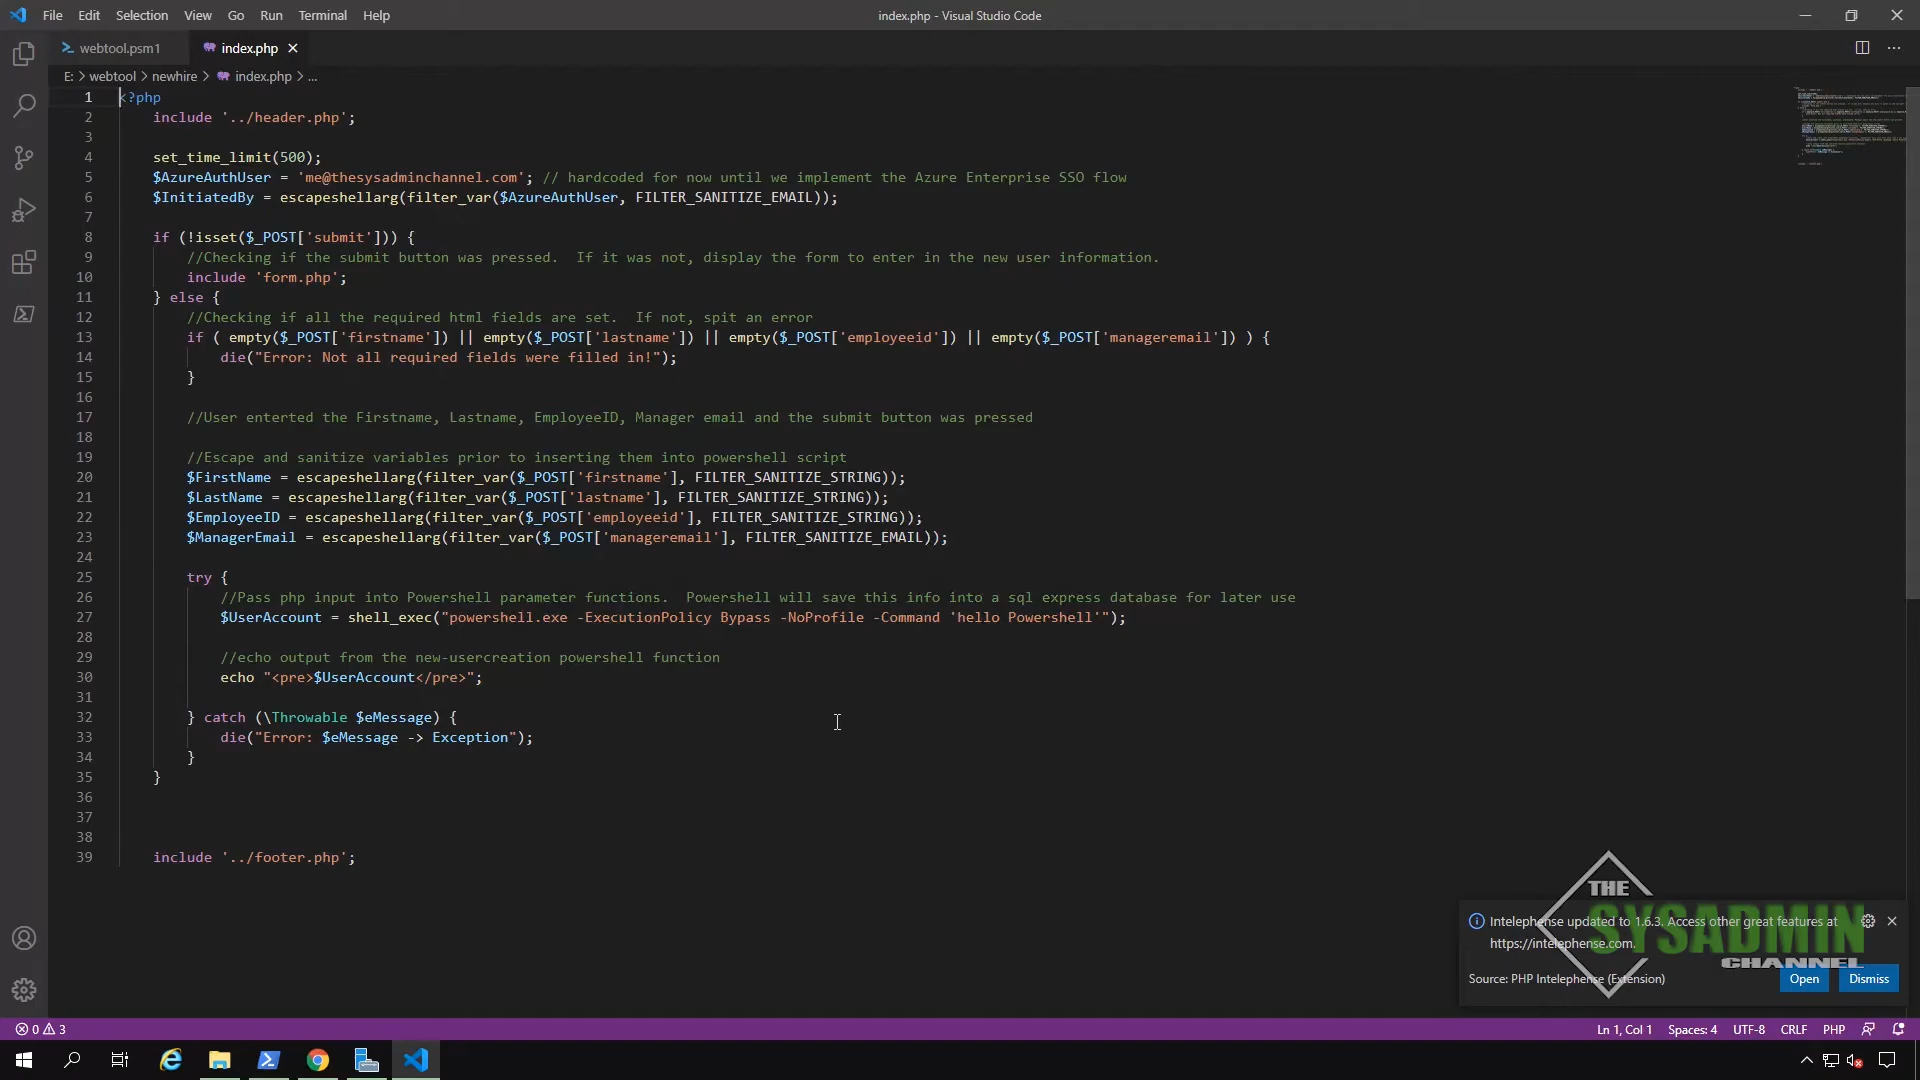 File Edit Selection View Go Run Terminal Help
index.php - Visual Studio Code
webtool.psm1 index.php
E: > webtool > newhire > index.php > ...
1 <?php
2 include '../header.php';
3
4 set_time_limit(500);
5 $AzureAuthUser = 'me@thesysadminchannel.com'; // hardcoded for now until we implement the Azure Enterprise SSO flow
6 $InitiatedBy = escapeshellarg(filter_var($AzureAuthUser, FILTER_SANITIZE_EMAIL));
7
8 if (!isset($_POST['submit'])) {
9 //Checking if the submit button was pressed.  If it was not, display the form to enter in the new user information.
10 include 'form.php';
11 } else {
12 //Checking if all the required html fields are set.  If not, spit an error
13 if ( empty($_POST['firstname']) || empty($_POST['lastname']) || empty($_POST['employeeid']) || empty($_POST['manageremail']) ) {
14 die("Error: Not all required fields were filled in!");
15 }
16
17 //User enterted the Firstname, Lastname, EmployeeID, Manager email and the submit button was pressed
18
19 //Escape and sanitize variables prior to inserting them into powershell script
20 $FirstName = escapeshellarg(filter_var($_POST['firstname'], FILTER_SANITIZE_STRING));
21 $LastName = escapeshellarg(filter_var($_POST['lastname'], FILTER_SANITIZE_STRING));
22 $EmployeeID = escapeshellarg(filter_var($_POST['employeeid'], FILTER_SANITIZE_STRING));
23 $ManagerEmail = escapeshellarg(filter_var($_POST['manageremail'], FILTER_SANITIZE_EMAIL));
24
25 try {
26 //Pass php input into Powershell parameter functions.  Powershell will save this info into a sql express database for later use
27 $UserAccount = shell_exec("powershell.exe -ExecutionPolicy Bypass -NoProfile -Command 'hello Powershell'");
28
29 //echo output from the new-usercreation powershell function
30 echo "<pre>$UserAccount</pre>";
31
32 } catch (\Throwable $eMessage) {
33 die("Error: $eMessage -> Exception");
34 }
35 }
36
37
38
39 include '../footer.php';
THE
SYSADMIN
CHANNEL
Intelephense updated to 1.6.3. Access other great features at
https://intelephense.com.
Source: PHP Intelephense (Extension) Open Dismiss
0 3 Ln 1, Col 1 Spaces: 4 UTF-8 CRLF PHP